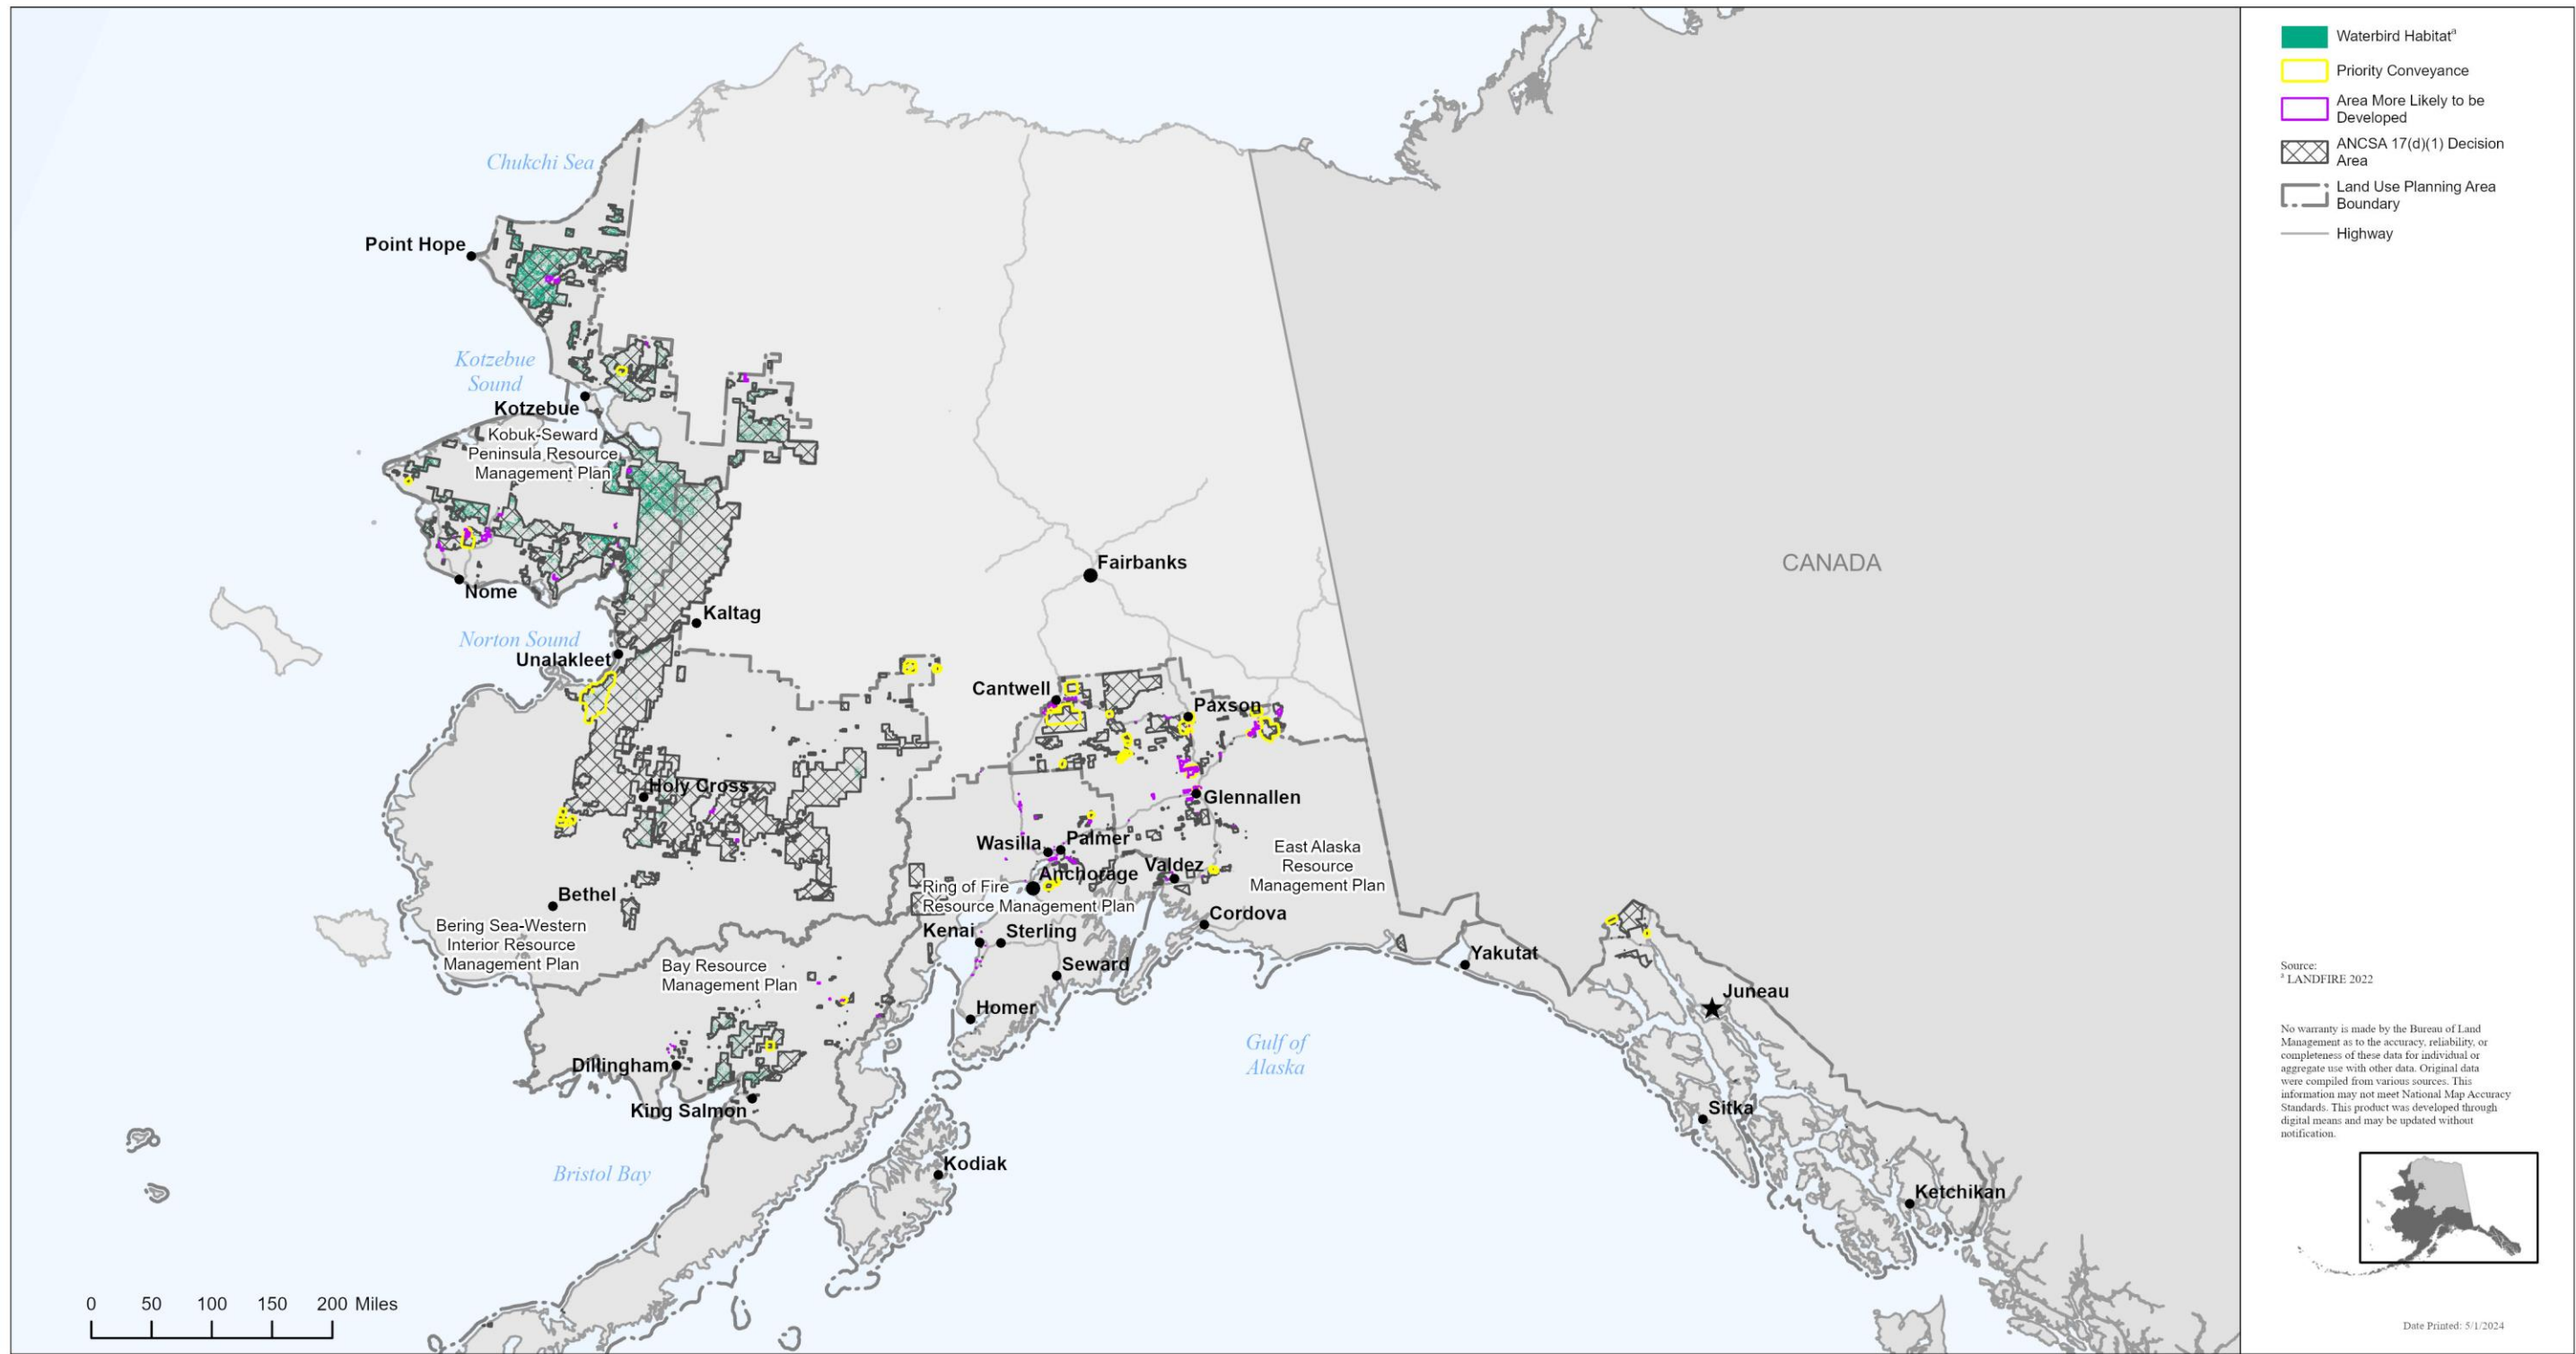 Chukchi Sea
Point Hope
Kotzebue
Sound
Kotzebue
Kobuk-Seward
Peninsula Resource
Management Plan
Nome
Norton Sound
Kaltag
Unalakleet
Fairbanks
CANADA
Cantwell
Paxson
Holy Cross
Glennallen
Wasilla
Palmer
Anchorage
Valdez
East Alaska
Resource
Management Plan
Ring of Fire
Resource Management Plan
Bethel
Bering Sea-Western
Interior Resource
Management Plan
Cordova
Kenai
Sterling
Seward
Yakutat
Bay Resource
Management Plan
Homer
Juneau
Gulf of
Alaska
Dillingham
King Salmon
Sitka
Kodiak
Bristol Bay
Ketchikan
0 50 100 150 200 Miles
Waterbird Habitatᵃ
Priority Conveyance
Area More Likely to be
Developed
ANCSA 17(d)(1) Decision
Area
Land Use Planning Area
Boundary
Highway
Source:
ᵃ LANDFIRE 2022
No warranty is made by the Bureau of Land
Management as to the accuracy, reliability, or
completeness of these data for individual or
aggregate use with other data. Original data
were compiled from various sources. This
information may not meet National Map Accuracy
Standards. This product was developed through
digital means and may be updated without
notification.
Date Printed: 5/1/2024